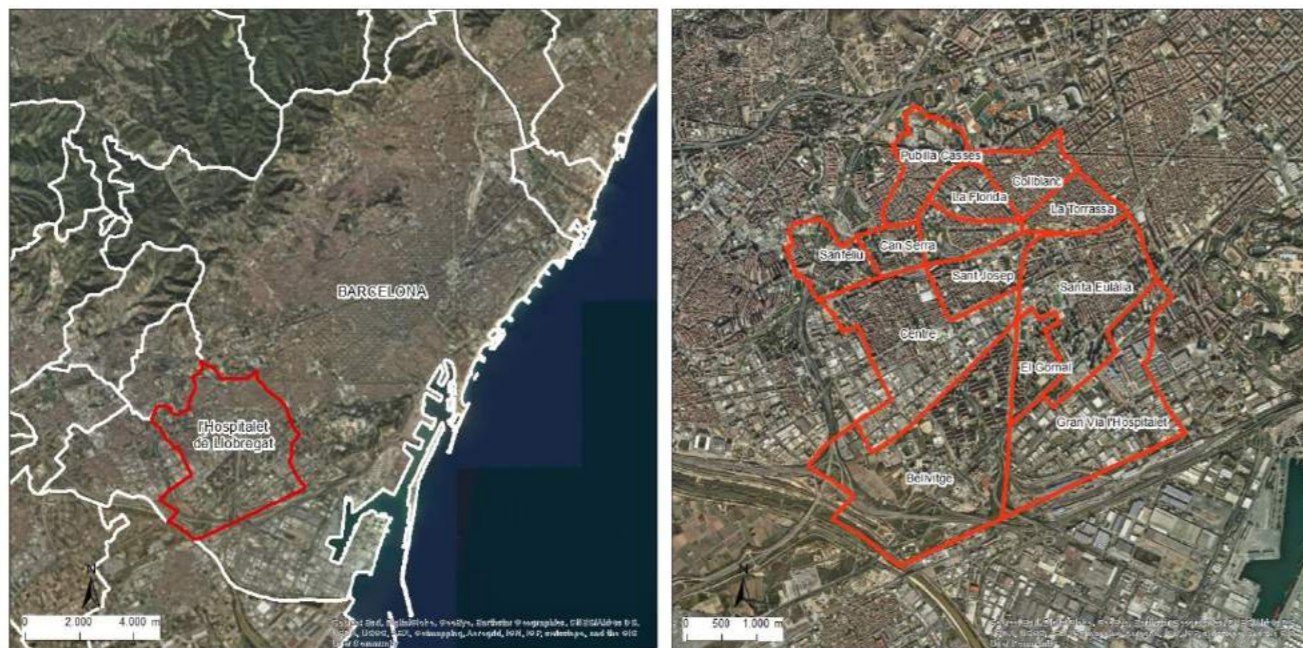 BARCELONA
l'Hospitalet
de Llobregat
N
0 2.000 4.000 m
Pubilla Casses
Collblanc
La Florida
La Torrassa
Can Serra
Sanfeliu
Sant Josep
Santa Eulàlia
Centre
El Gornal
Gran Via l'Hospitalet
Bellvitge
N
0 500 1.000 m